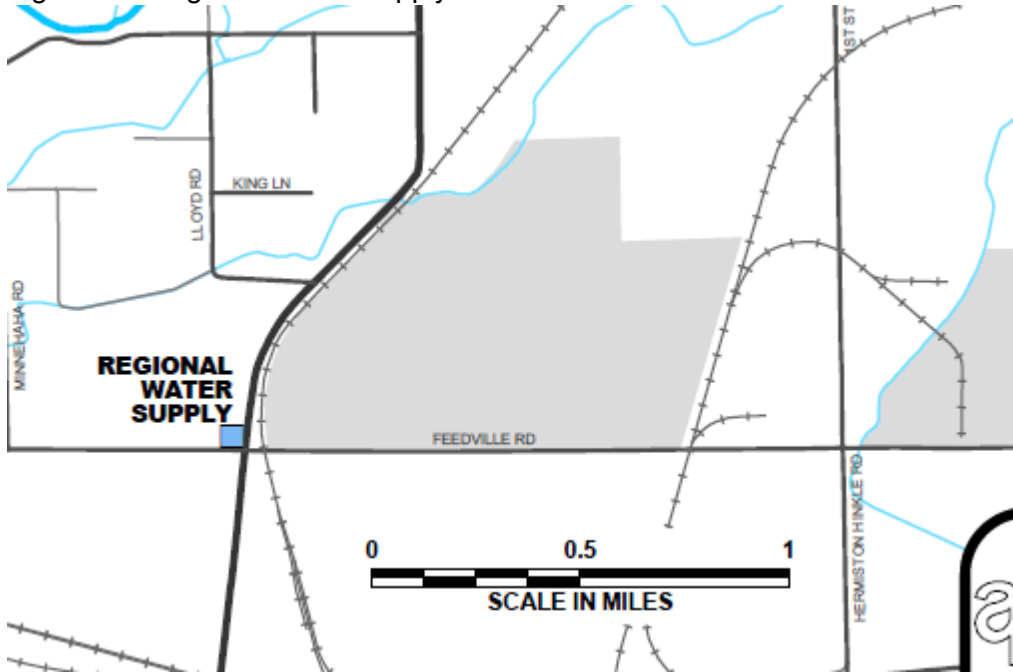 1ST ST
KING LN
LLOYD RD
MINNEHAHA RD
REGIONAL
WATER
SUPPLY
FEEDVILLE RD
HERMISTON HINKLE RD
0 0.5 1
SCALE IN MILES